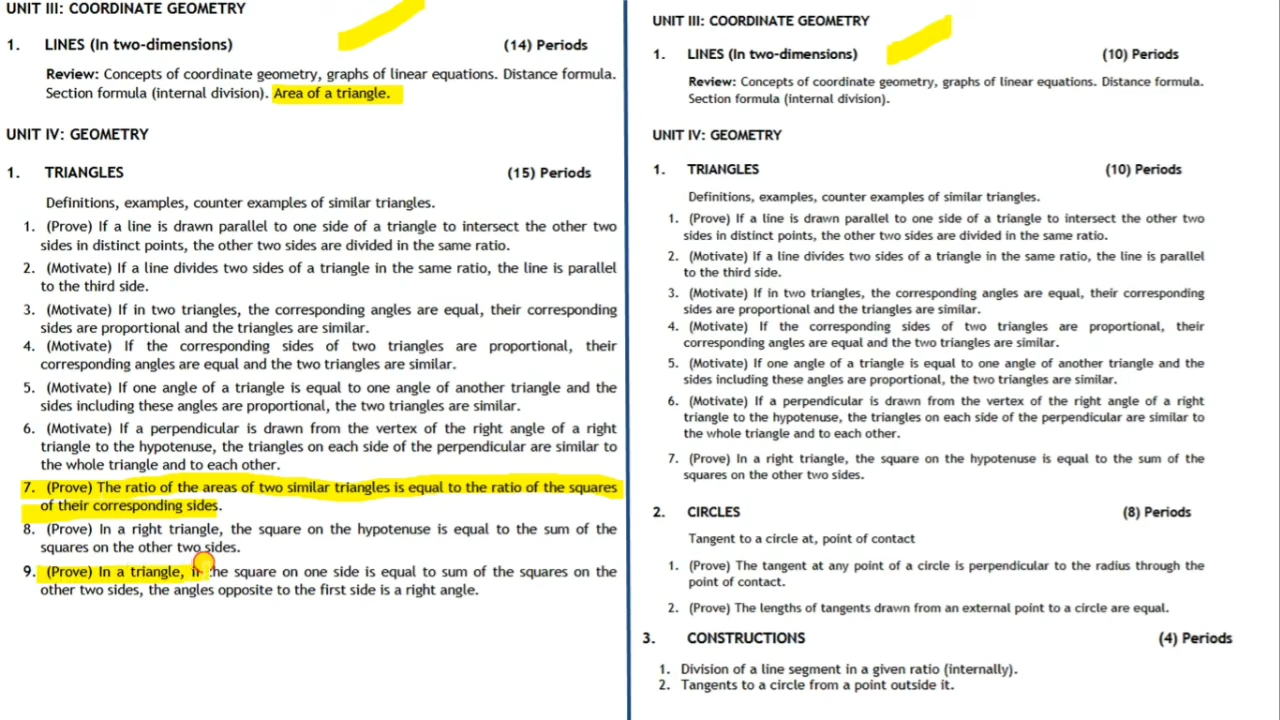 UNIT III: COORDINATE GEOMETRY
1. LINES (In two-dimensions) (14) Periods
Review: Concepts of coordinate geometry, graphs of linear equations. Distance formula.
Section formula (internal division). Area of a triangle.
UNIT IV: GEOMETRY
1. TRIANGLES (15) Periods
Definitions, examples, counter examples of similar triangles.
1. (Prove) If a line is drawn parallel to one side of a triangle to intersect the other two
sides in distinct points, the other two sides are divided in the same ratio.
2. (Motivate) If a line divides two sides of a triangle in the same ratio, the line is parallel
to the third side.
3. (Motivate) If in two triangles, the corresponding angles are equal, their corresponding
sides are proportional and the triangles are similar.
4. (Motivate) If the corresponding sides of two triangles are proportional, their
corresponding angles are equal and the two triangles are similar.
5. (Motivate) If one angle of a triangle is equal to one angle of another triangle and the
sides including these angles are proportional, the two triangles are similar.
6. (Motivate) If a perpendicular is drawn from the vertex of the right angle of a right
triangle to the hypotenuse, the triangles on each side of the perpendicular are similar to
the whole triangle and to each other.
7. (Prove) The ratio of the areas of two similar triangles is equal to the ratio of the squares
of their corresponding sides.
8. (Prove) In a right triangle, the square on the hypotenuse is equal to the sum of the
squares on the other two sides.
9. (Prove) In a triangle, if the square on one side is equal to sum of the squares on the
other two sides, the angles opposite to the first side is a right angle.
UNIT III: COORDINATE GEOMETRY
1. LINES (In two-dimensions) (10) Periods
Review: Concepts of coordinate geometry, graphs of linear equations. Distance formula.
Section formula (internal division).
UNIT IV: GEOMETRY
1. TRIANGLES (10) Periods
Definitions, examples, counter examples of similar triangles.
1. (Prove) If a line is drawn parallel to one side of a triangle to intersect the other two
sides in distinct points, the other two sides are divided in the same ratio.
2. (Motivate) If a line divides two sides of a triangle in the same ratio, the line is parallel
to the third side.
3. (Motivate) If in two triangles, the corresponding angles are equal, their corresponding
sides are proportional and the triangles are similar.
4. (Motivate) If the corresponding sides of two triangles are proportional, their
corresponding angles are equal and the two triangles are similar.
5. (Motivate) If one angle of a triangle is equal to one angle of another triangle and the
sides including these angles are proportional, the two triangles are similar.
6. (Motivate) If a perpendicular is drawn from the vertex of the right angle of a right
triangle to the hypotenuse, the triangles on each side of the perpendicular are similar to
the whole triangle and to each other.
7. (Prove) In a right triangle, the square on the hypotenuse is equal to the sum of the
squares on the other two sides.
2. CIRCLES (8) Periods
Tangent to a circle at, point of contact
1. (Prove) The tangent at any point of a circle is perpendicular to the radius through the
point of contact.
2. (Prove) The lengths of tangents drawn from an external point to a circle are equal.
3. CONSTRUCTIONS (4) Periods
1. Division of a line segment in a given ratio (internally).
2. Tangents to a circle from a point outside it.